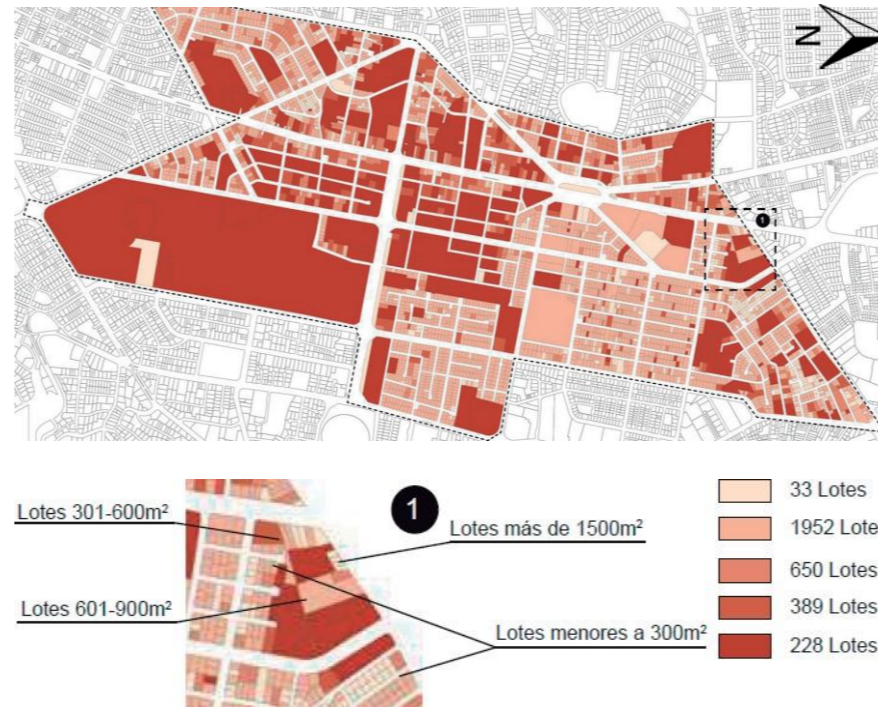 N
1
1
Lotes 301-600m²
Lotes más de 1500m²
Lotes 601-900m²
Lotes menores a 300m²
33 Lotes
1952 Lote
650 Lotes
389 Lotes
228 Lotes